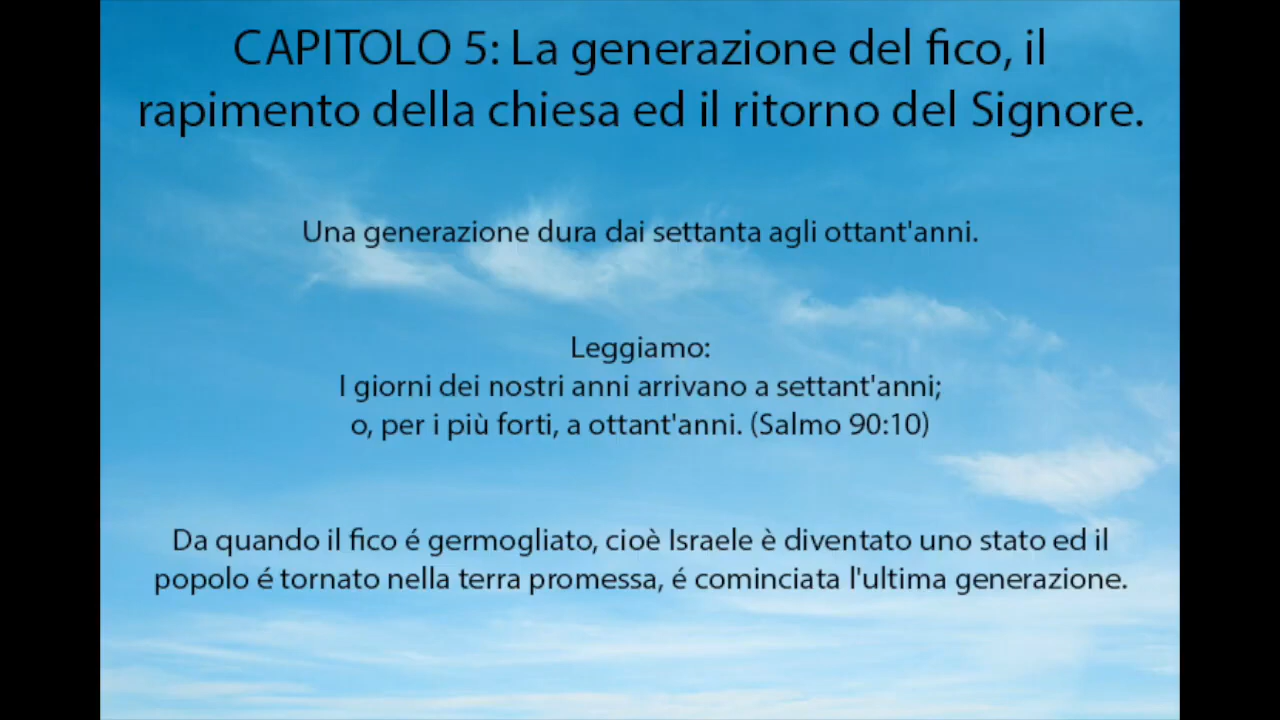 CAPITOLO 5: La generazione del fico, il
rapimento della chiesa ed il ritorno del Signore.
Una generazione dura dai settanta agli ottant'anni.
Leggiamo:
I giorni dei nostri anni arrivano a settant'anni;
o, per i più forti, a ottant'anni. (Salmo 90:10)
Da quando il fico é germogliato, cioè Israele è diventato uno stato ed il
popolo é tornato nella terra promessa, é cominciata l'ultima generazione.